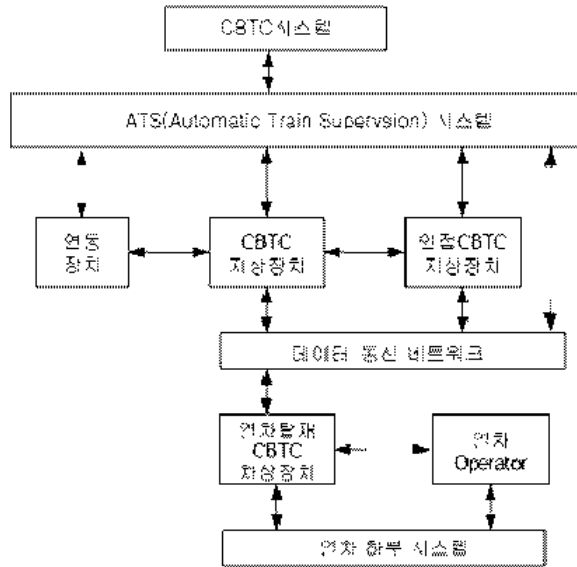 CBTC시스템
ATS(Automatic Train Supervsion) 시스템
연동
장치
CBTC
지상장치
인접CBTC
지상장치
데이터 통신 네트워크
열차탑재
CBTC
차상장치
열차
Operator
열차 하부 시스템